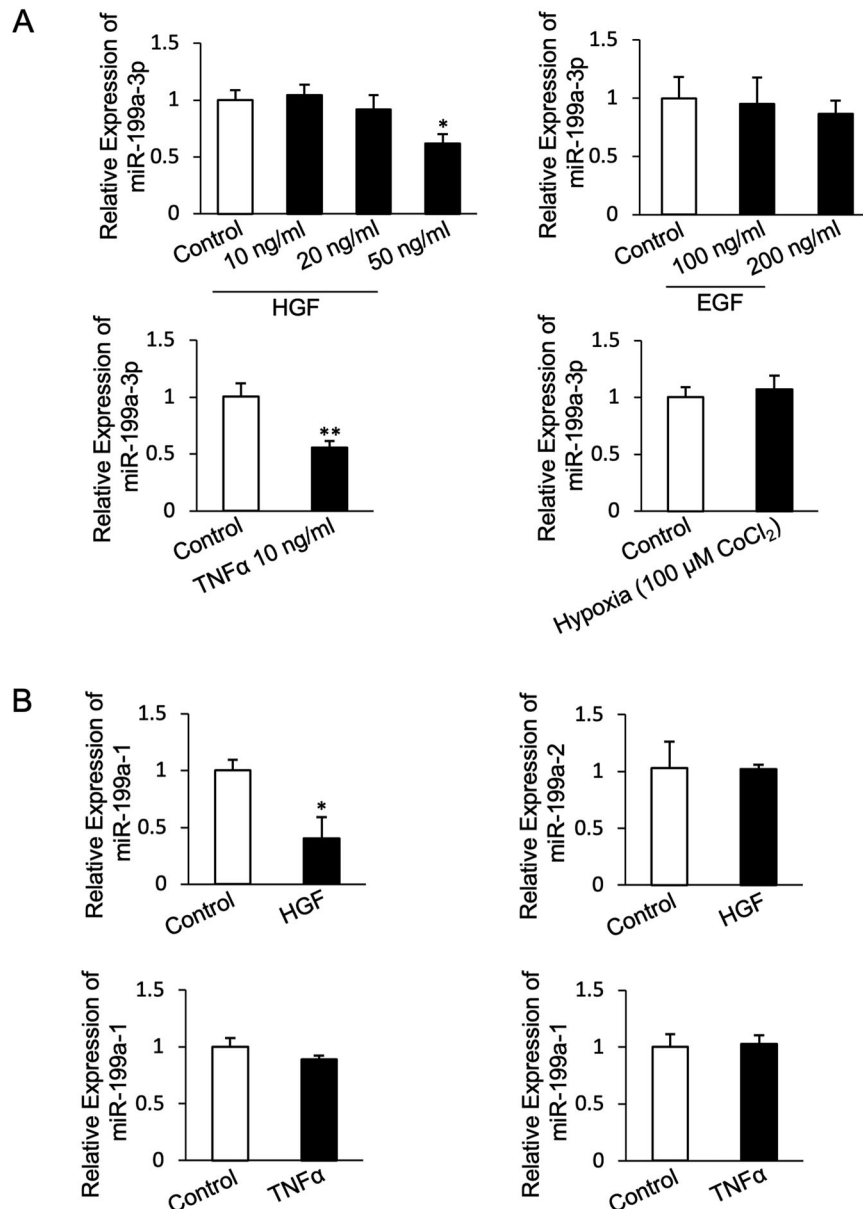 A
Relative Expression of
miR-199a-3p
1.5
1
0.5
0
*
Control
10 ng/ml
20 ng/ml
50 ng/ml
HGF
Relative Expression of
miR-199a-3p
1.5
1
0.5
0
Control
100 ng/ml
200 ng/ml
EGF
Relative Expression of
miR-199a-3p
1.5
1
0.5
0
**
Control
TNFα 10 ng/ml
Relative Expression of
miR-199a-3p
1.5
1
0.5
0
Control
Hypoxia (100 µM CoCl₂)
B
Relative Expression of
miR-199a-1
1.5
1
0.5
0
*
Control
HGF
Relative Expression of
miR-199a-2
1.5
1
0.5
0
Control
HGF
Relative Expression of
miR-199a-1
1.5
1
0.5
0
Control
TNFα
Relative Expression of
miR-199a-1
1.5
1
0.5
0
Control
TNFα